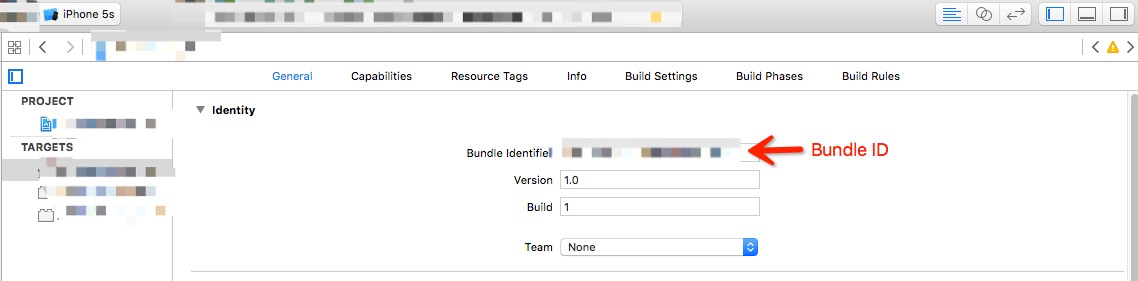 iPhone 5s
General Capabilities Resource Tags Info Build Settings Build Phases Build Rules
PROJECT
Identity
TARGETS
Bundle Identifie
Bundle ID
Version 1.0
Build 1
Team None